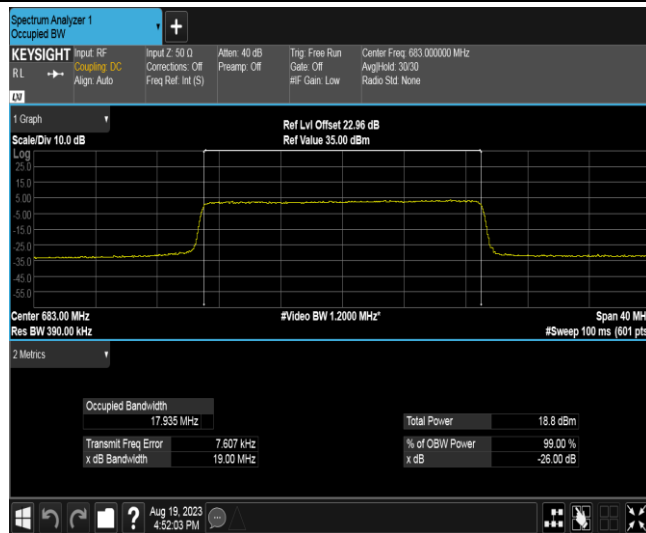 Spectrum Analyzer 1
Occupied BW
+
KEYSIGHT
RL
Input: RF
Coupling: DC
Align: Auto
Input Z: 50 Ω
Corrections: Off
Freq Ref: Int (S)
Atten: 40 dB
Preamp: Off
Trig: Free Run
Gate: Off
#IF Gain: Low
Center Freq: 683.000000 MHz
Avg|Hold: 30/30
Radio Std: None
1 Graph
Scale/Div 10.0 dB
Ref Lvl Offset 22.96 dB
Ref Value 35.00 dBm
Log
25.0
15.0
5.00
-5.00
-15.0
-25.0
-35.0
-45.0
-55.0
Center 683.00 MHz
#Video BW 1.2000 MHz*
Span 40 MH
Res BW 390.00 kHz
#Sweep 100 ms (601 pts
2 Metrics
Occupied Bandwidth
17.935 MHz
Total Power 18.8 dBm
Transmit Freq Error 7.607 kHz
% of OBW Power 99.00 %
x dB Bandwidth 19.00 MHz
x dB -26.00 dB
?
Aug 19, 2023
4:52:03 PM